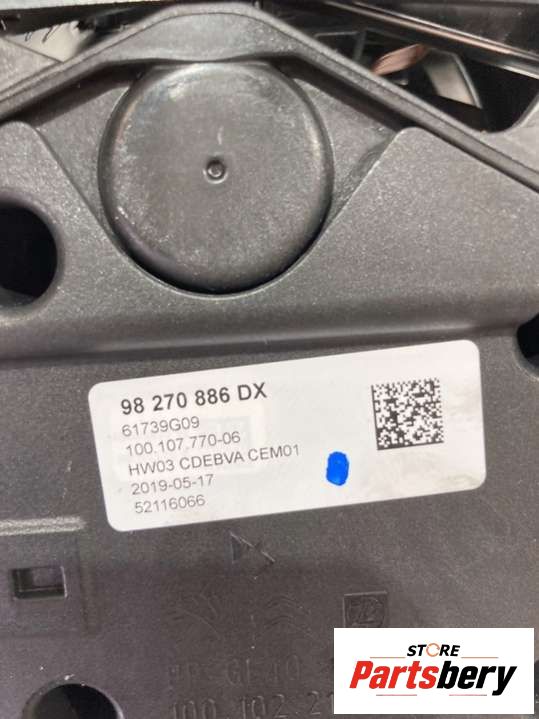 98 270 886 DX
61739G09
100.107.770-06
HW03 CDEBVA CEM01
2019-05-17
52116066
STORE
Partsbery